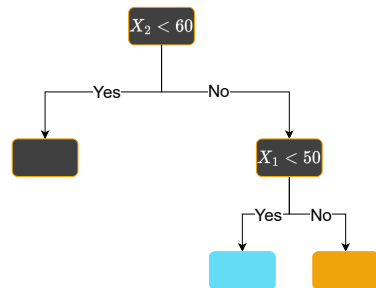 X₂ < 60
Yes
No
X₁ < 50
Yes
No